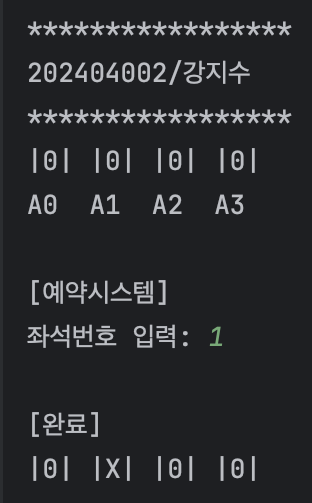 *****************
202404002/강지수
*****************
|0| |0| |0| |0|
A0  A1  A2  A3
[예약시스템]
좌석번호 입력: 1
[완료]
|0| |X| |0| |0|